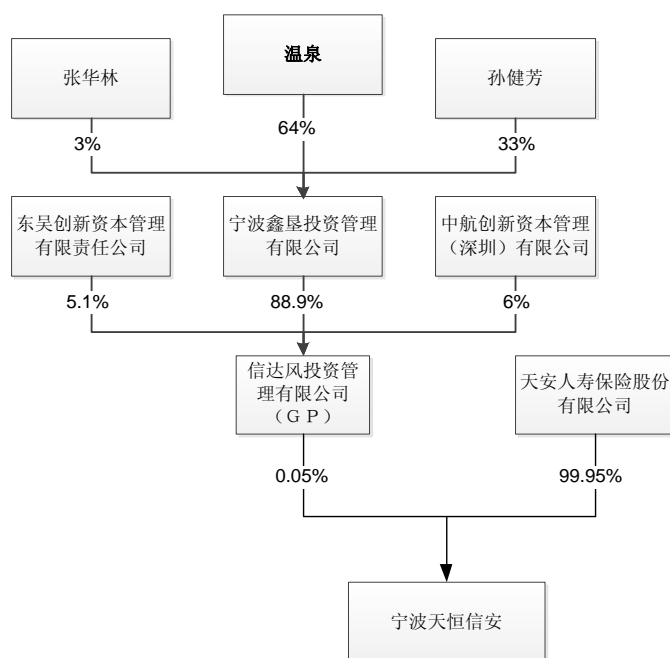 张华林
温泉
孙健芳
3%
64%
33%
东吴创新资本管理
有限责任公司
宁波鑫垦投资管理
有限公司
中航创新资本管理
（深圳）有限公司
5.1%
88.9%
6%
信达风投资管
理有限公司
（ＧＰ）
天安人寿保险股份
有限公司
0.05%
99.95%
宁波天恒信安